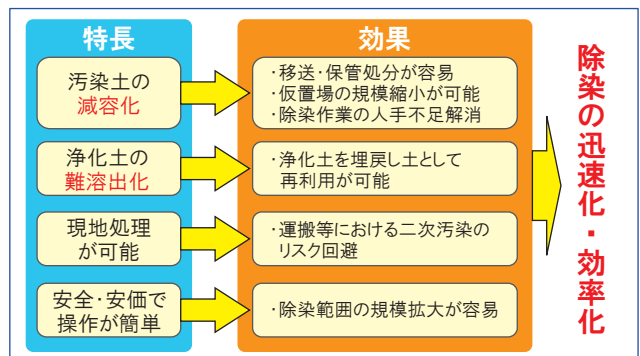 特長
効果
汚染土の
減容化
・移送・保管処分が容易
・仮置場の規模縮小が可能
・除染作業の人手不足解消
浄化土の
難溶出化
・浄化土を埋戻し土として
再利用が可能
現地処理
が可能
・運搬等における二次汚染の
リスク回避
安全・安価で
操作が簡単
・除染範囲の規模拡大が容易
除染の迅速化・効率化